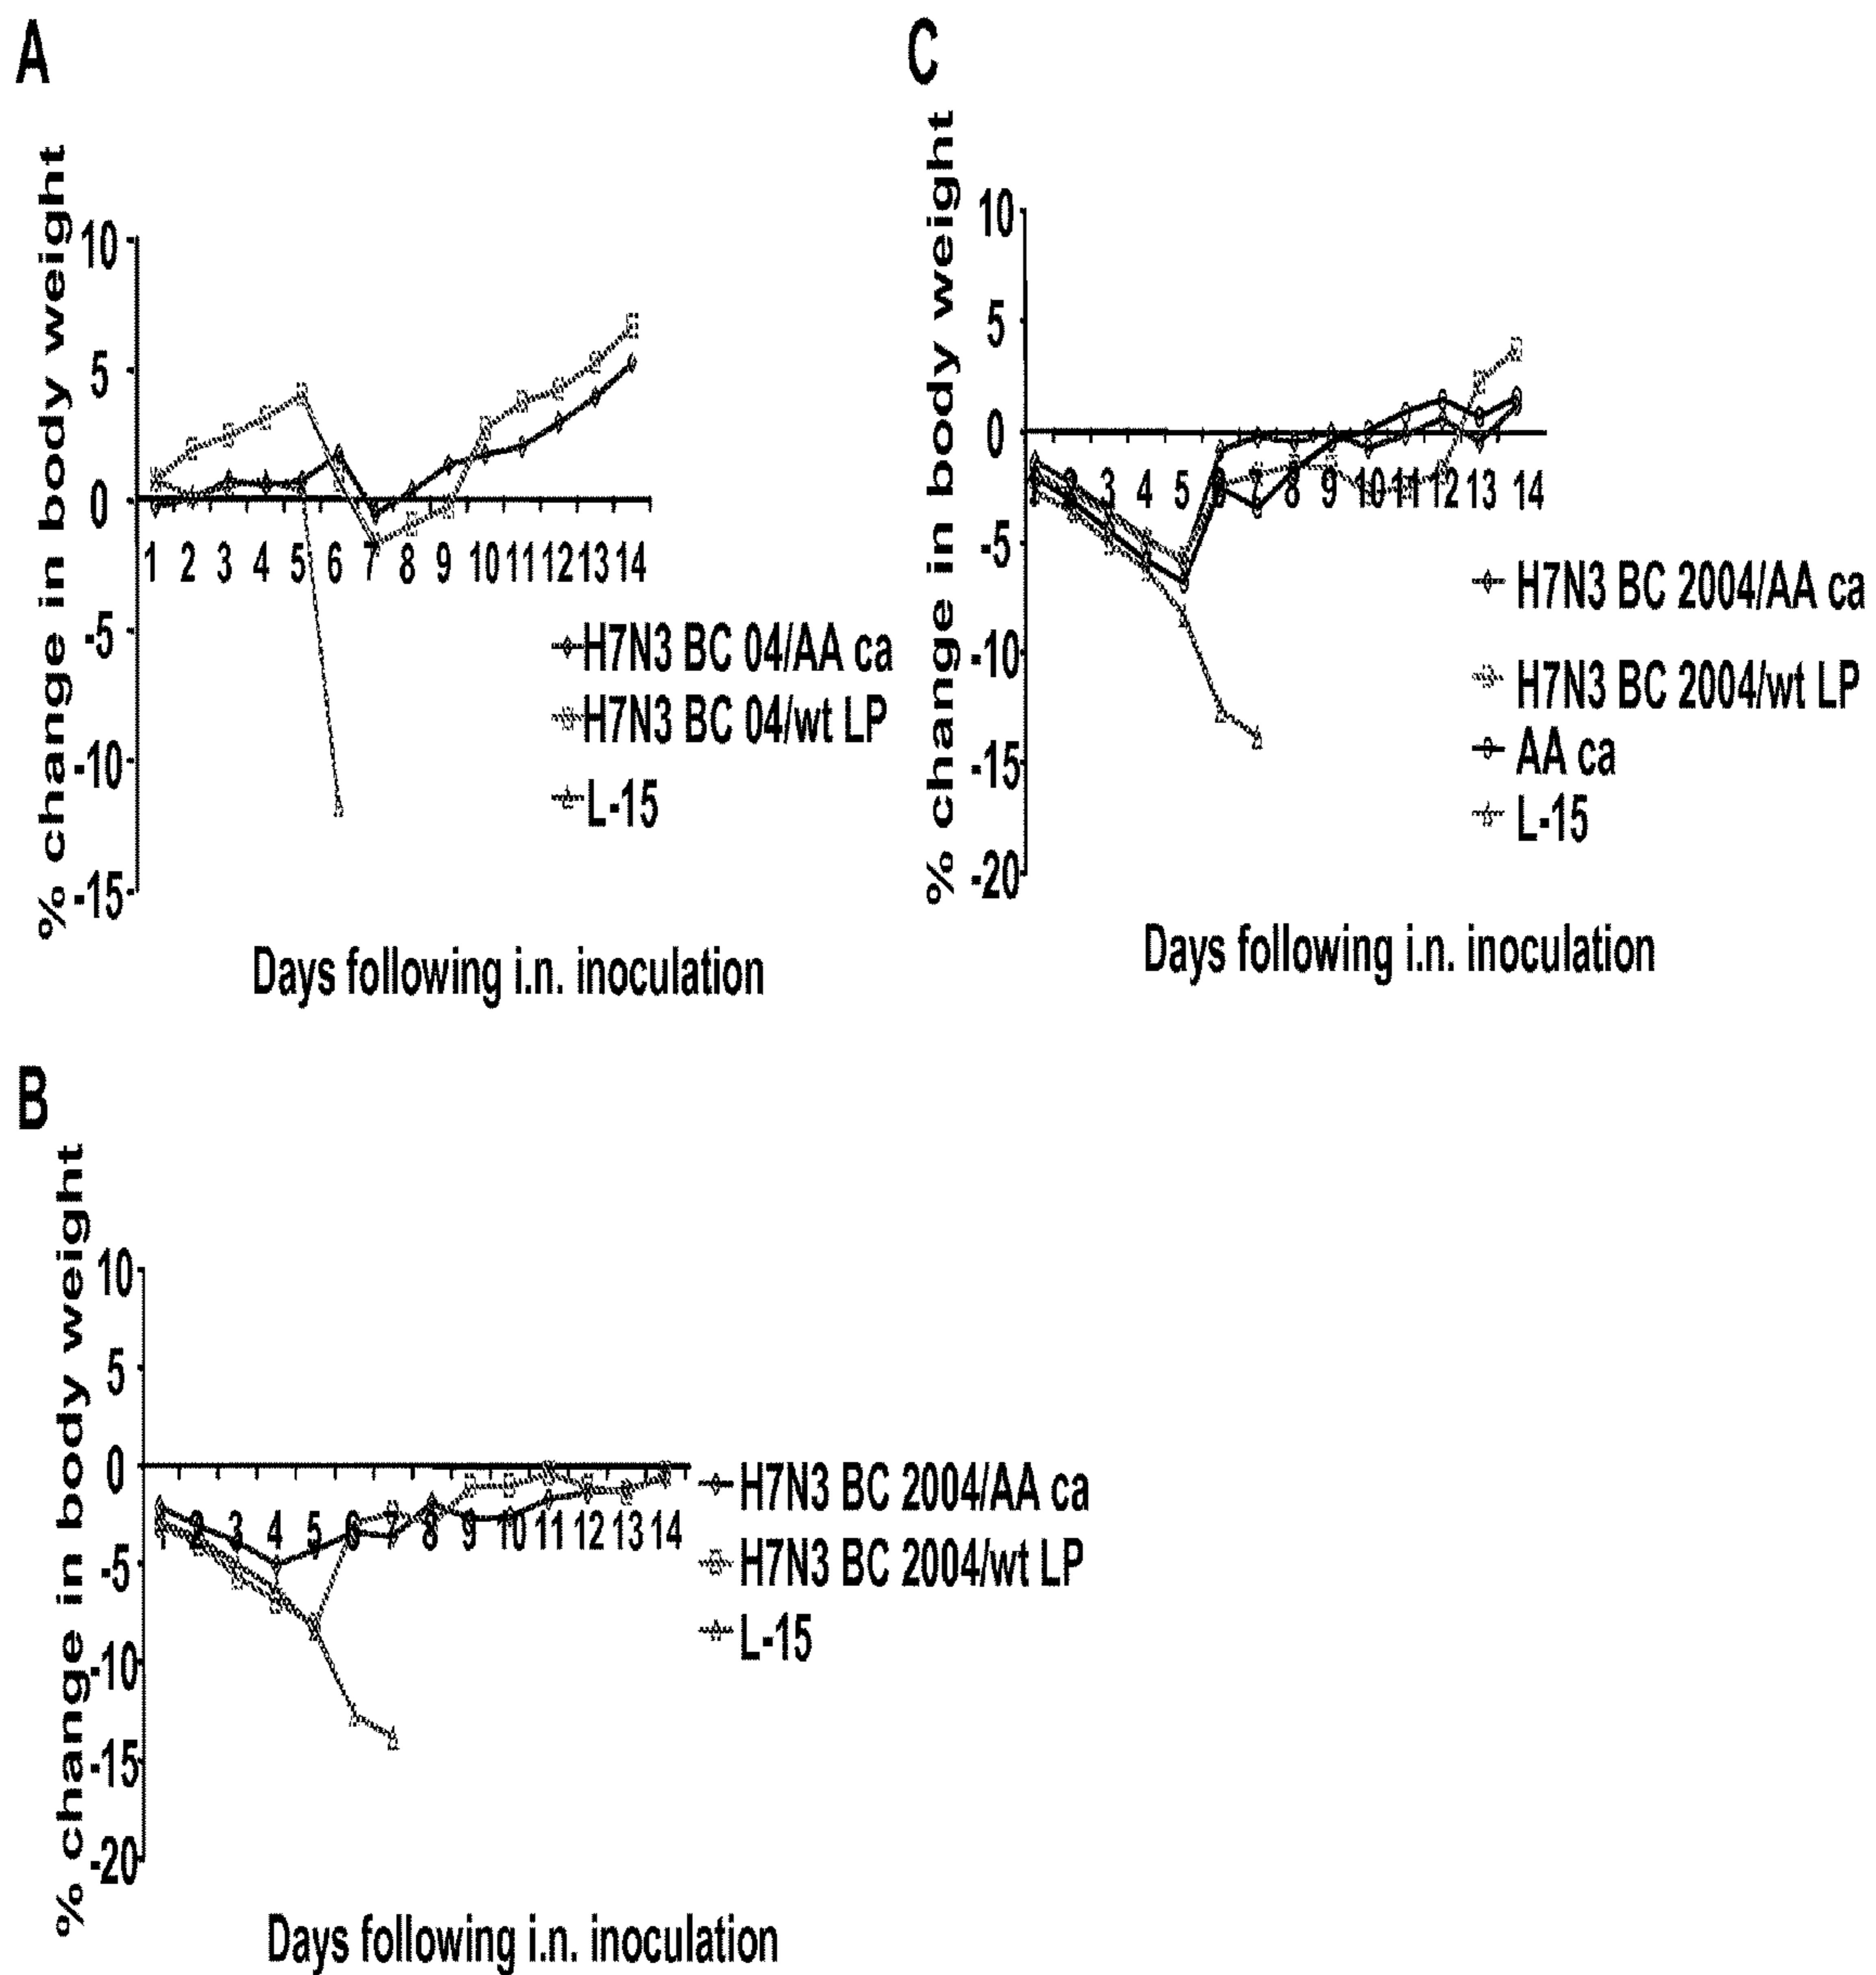 A
% change in body weight
10
5
0
-5
-10
-15
1 2 3 4 5 6 7 8 9 10 11 12 13 14
H7N3 BC 04/AA ca
H7N3 BC 04/wt LP
L-15
Days following i.n. inoculation
C
% change in body weight
10
5
0
-5
-10
-15
-20
1 2 3 4 5 6 7 8 9 10 11 12 13 14
H7N3 BC 2004/AA ca
H7N3 BC 2004/wt LP
AA ca
L-15
Days following i.n. inoculation
B
% change in body weight
10
5
0
-5
-10
-15
-20
1 2 3 4 5 6 7 8 9 10 11 12 13 14
H7N3 BC 2004/AA ca
H7N3 BC 2004/wt LP
L-15
Days following i.n. inoculation